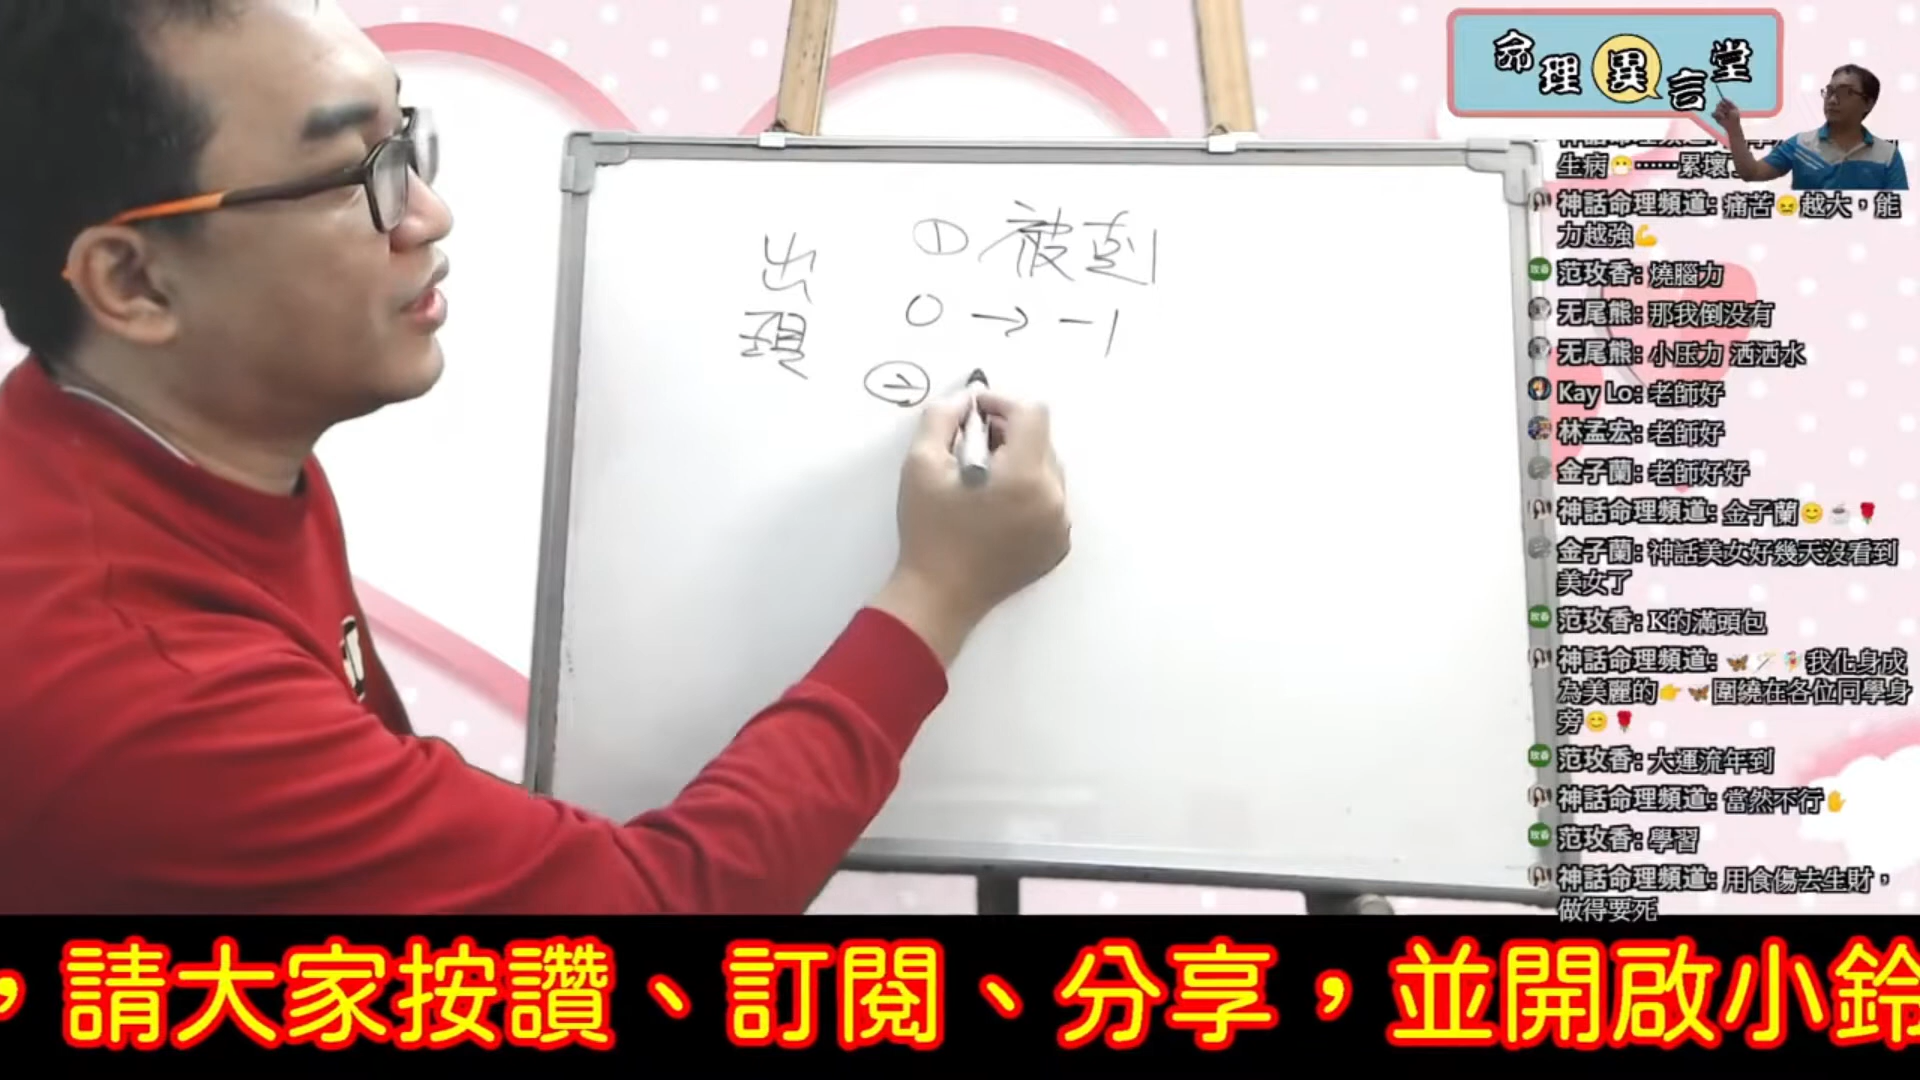 命理異言堂
出現
① 被剋
0 → -1
②
生病😷……累壞
神話命理頻道: 痛苦😖越大，能
力越強💪
范玫香: 燒腦力
无尾熊: 那我倒没有
无尾熊: 小压力 洒洒水
Kay Lo: 老師好
林孟宏: 老師好
金子蘭: 老師好好
神話命理頻道: 金子蘭😊☕🌹
金子蘭: 神話美女好幾天沒看到
美女了
范玫香: K的滿頭包
神話命理頻道: 🦋🪄🧚我化身成
為美麗的👉🦋圍繞在各位同學身
旁😊🌹
范玫香: 大運流年到
神話命理頻道: 當然不行✋
范玫香: 學習
神話命理頻道: 用食傷去生財，
做得要死
，請大家按讚、訂閱、分享，並開啟小鈴